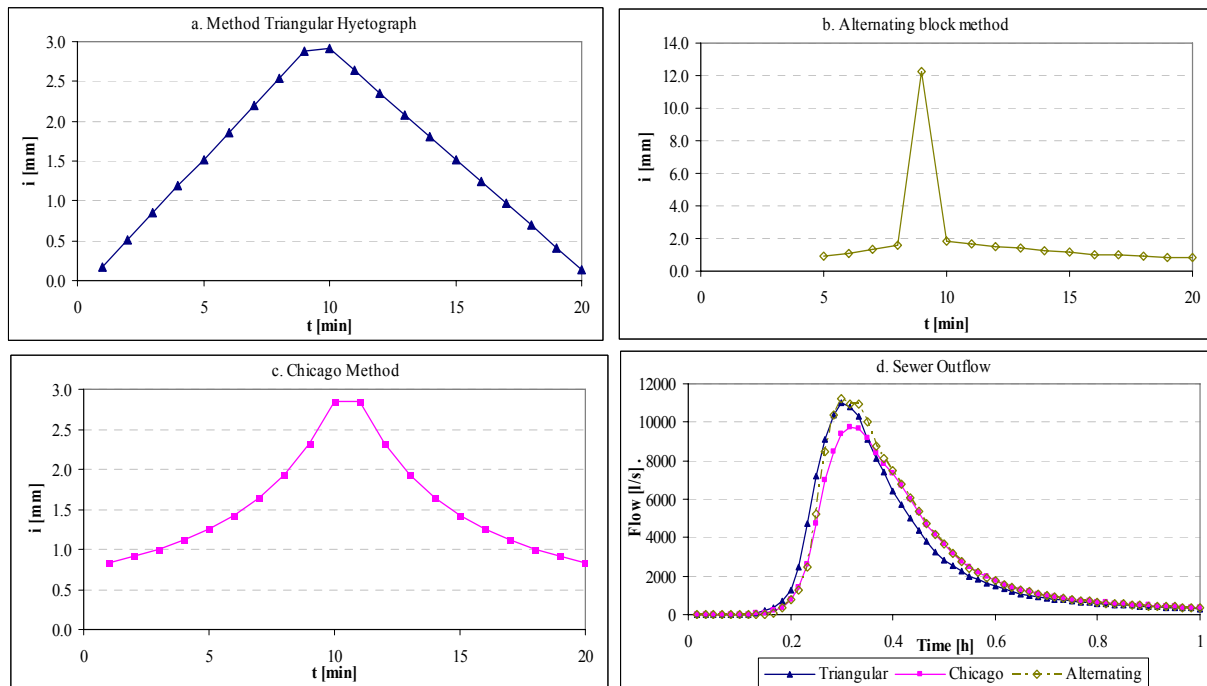 a. Method Triangular Hyetograph
3.0
2.5
2.0
1.5
1.0
0.5
0.0
i [mm]
0 5 10 15 20
t [min]
b. Alternating block method
14.0
12.0
10.0
8.0
6.0
4.0
2.0
0.0
i [mm]
0 5 10 15 20
t [min]
c. Chicago Method
3.0
2.5
2.0
1.5
1.0
0.5
0.0
i [mm]
0 5 10 15 20
t [min]
d. Sewer Outflow
12000
10000
8000
6000
4000
2000
0
Flow [l/s] .
0 0.2 0.4 0.6 0.8 1
Time [h]
Triangular Chicago Alternating